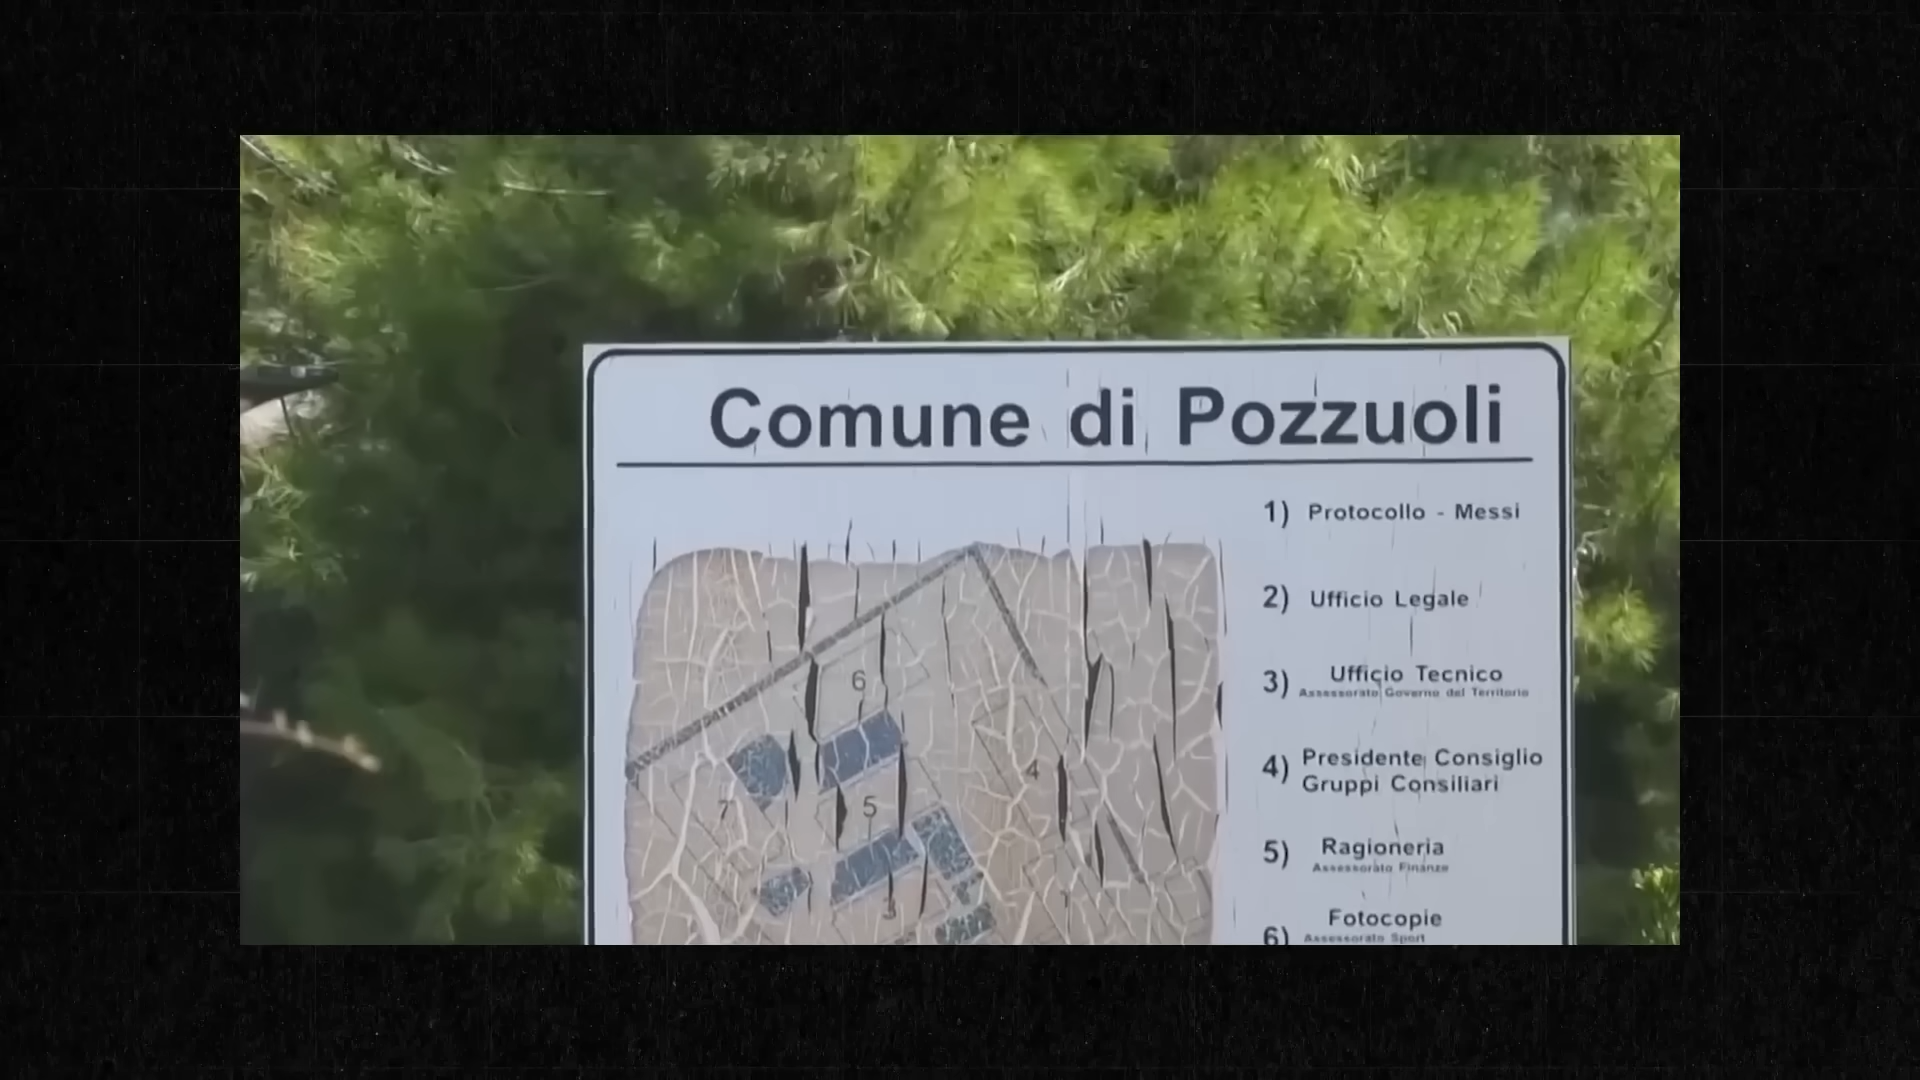 Comune di Pozzuoli
1) Protocollo - Messi
2) Ufficio Legale
3) Ufficio Tecnico
Assessorato Governo del Territorio
4) Presidente Consiglio
Gruppi Consiliari
5) Ragioneria
Assessorato Finanze
6) Fotocopie
Assessorato Sport
6
4
7
5
3